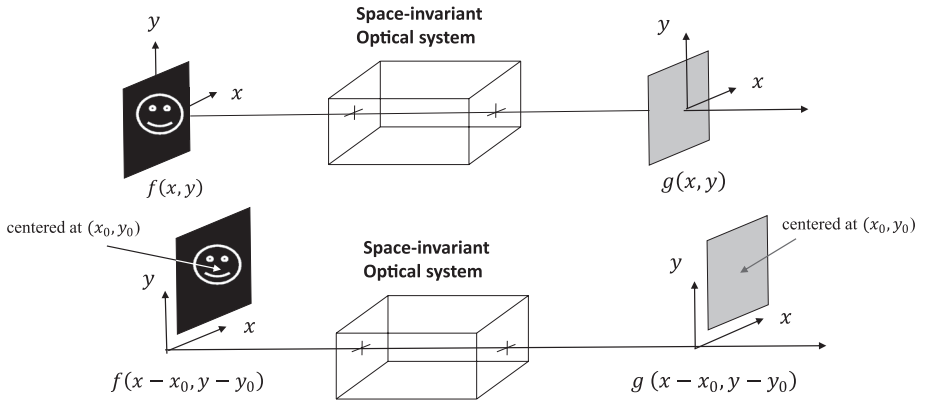 Space-invariant
Optical system
y
x
f(x, y)
y
x
g(x, y)
centered at (x₀, y₀)
y
x
f(x − x₀, y − y₀)
Space-invariant
Optical system
centered at (x₀, y₀)
y
x
g (x − x₀, y − y₀)